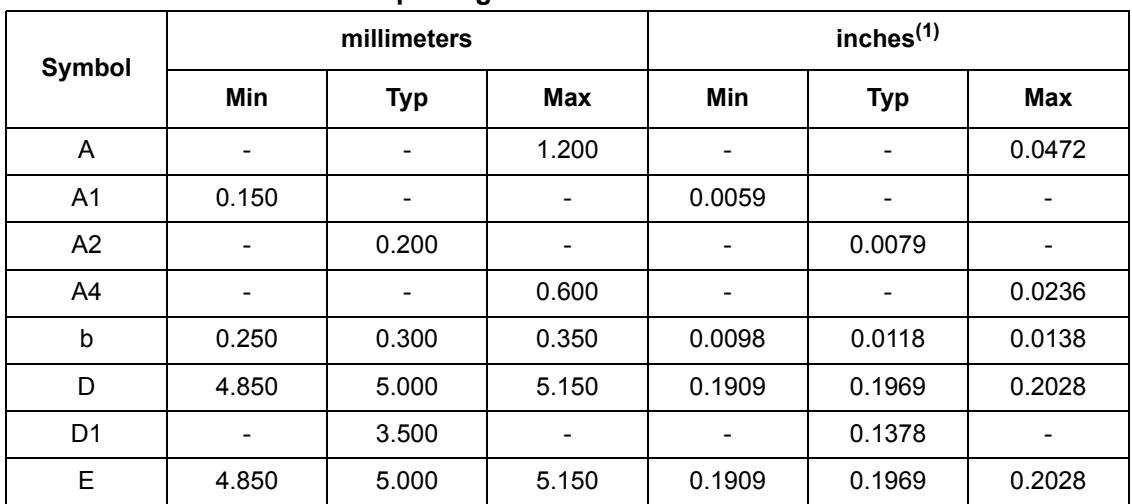 Symbol millimeters inches(1)
Min Typ Max Min Typ Max
A - - 1.200 - - 0.0472
A1 0.150 - - 0.0059 - -
A2 - 0.200 - - 0.0079 -
A4 - - 0.600 - - 0.0236
b 0.250 0.300 0.350 0.0098 0.0118 0.0138
D 4.850 5.000 5.150 0.1909 0.1969 0.2028
D1 - 3.500 - - 0.1378 -
E 4.850 5.000 5.150 0.1909 0.1969 0.2028